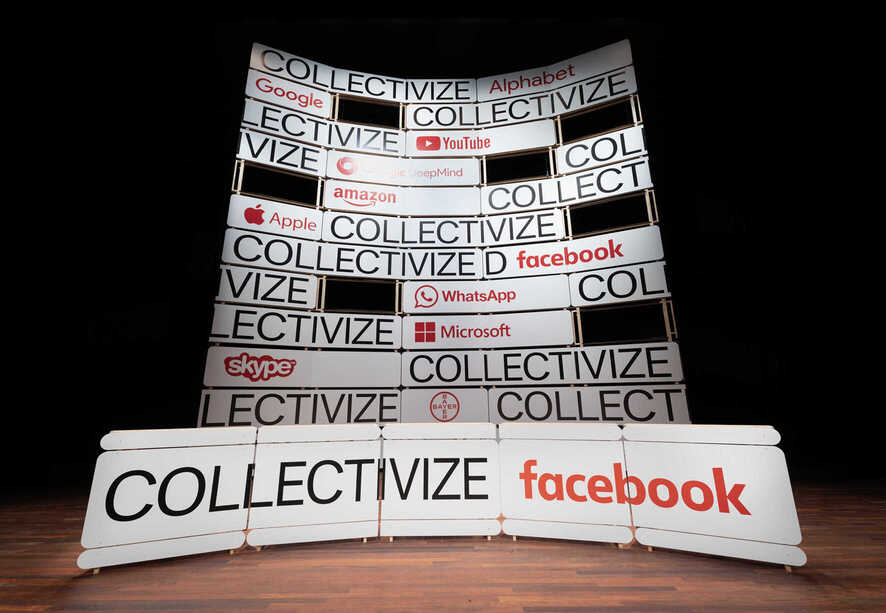 COLLECTIVIZE Alphabet
Google COLLECTIVIZE
LECTIVIZE YouTube
VIZE DeepMind COL
amazon COLLECT
Apple COLLECTIVIZE
COLLECTIVIZE D facebook
VIZE WhatsApp COL
LECTIVIZE Microsoft
skype COLLECTIVIZE
LECTIVIZE BAYER COLLECT
COLLECTIVIZE facebook